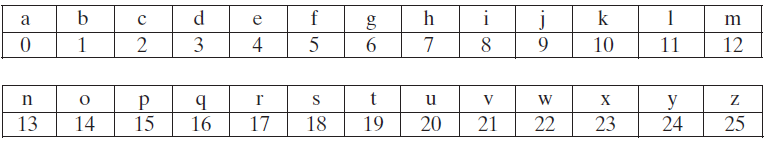 a b c d e f g h i j k l m
0 1 2 3 4 5 6 7 8 9 10 11 12
n o p q r s t u v w x y z
13 14 15 16 17 18 19 20 21 22 23 24 25